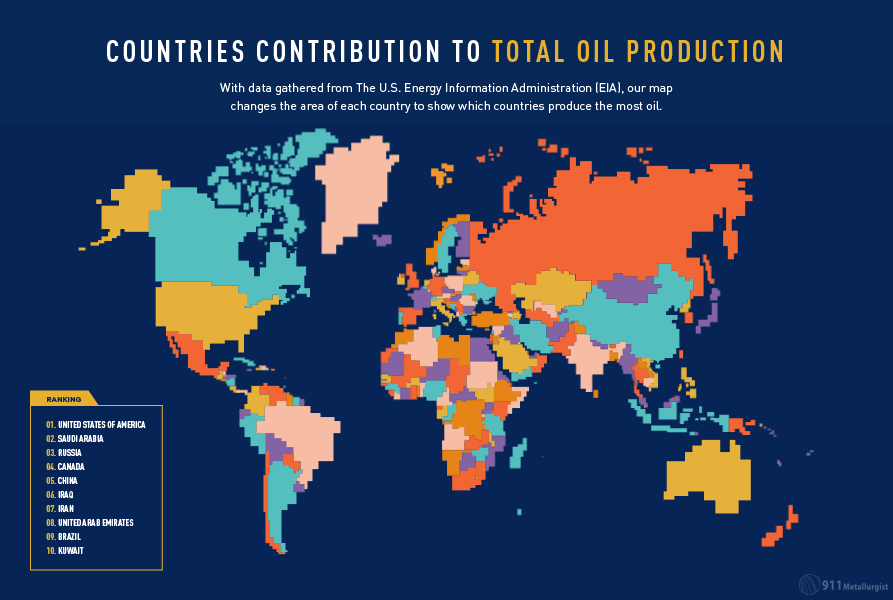 COUNTRIES CONTRIBUTION TO TOTAL OIL PRODUCTION
With data gathered from The U.S. Energy Information Administration (EIA), our map
changes the area of each country to show which countries produce the most oil.
RANKING
01. UNITED STATES OF AMERICA
02. SAUDI ARABIA
03. RUSSIA
04. CANADA
05. CHINA
06. IRAQ
07. IRAN
08. UNITED ARAB EMIRATES
09. BRAZIL
10. KUWAIT
911 Metallurgist